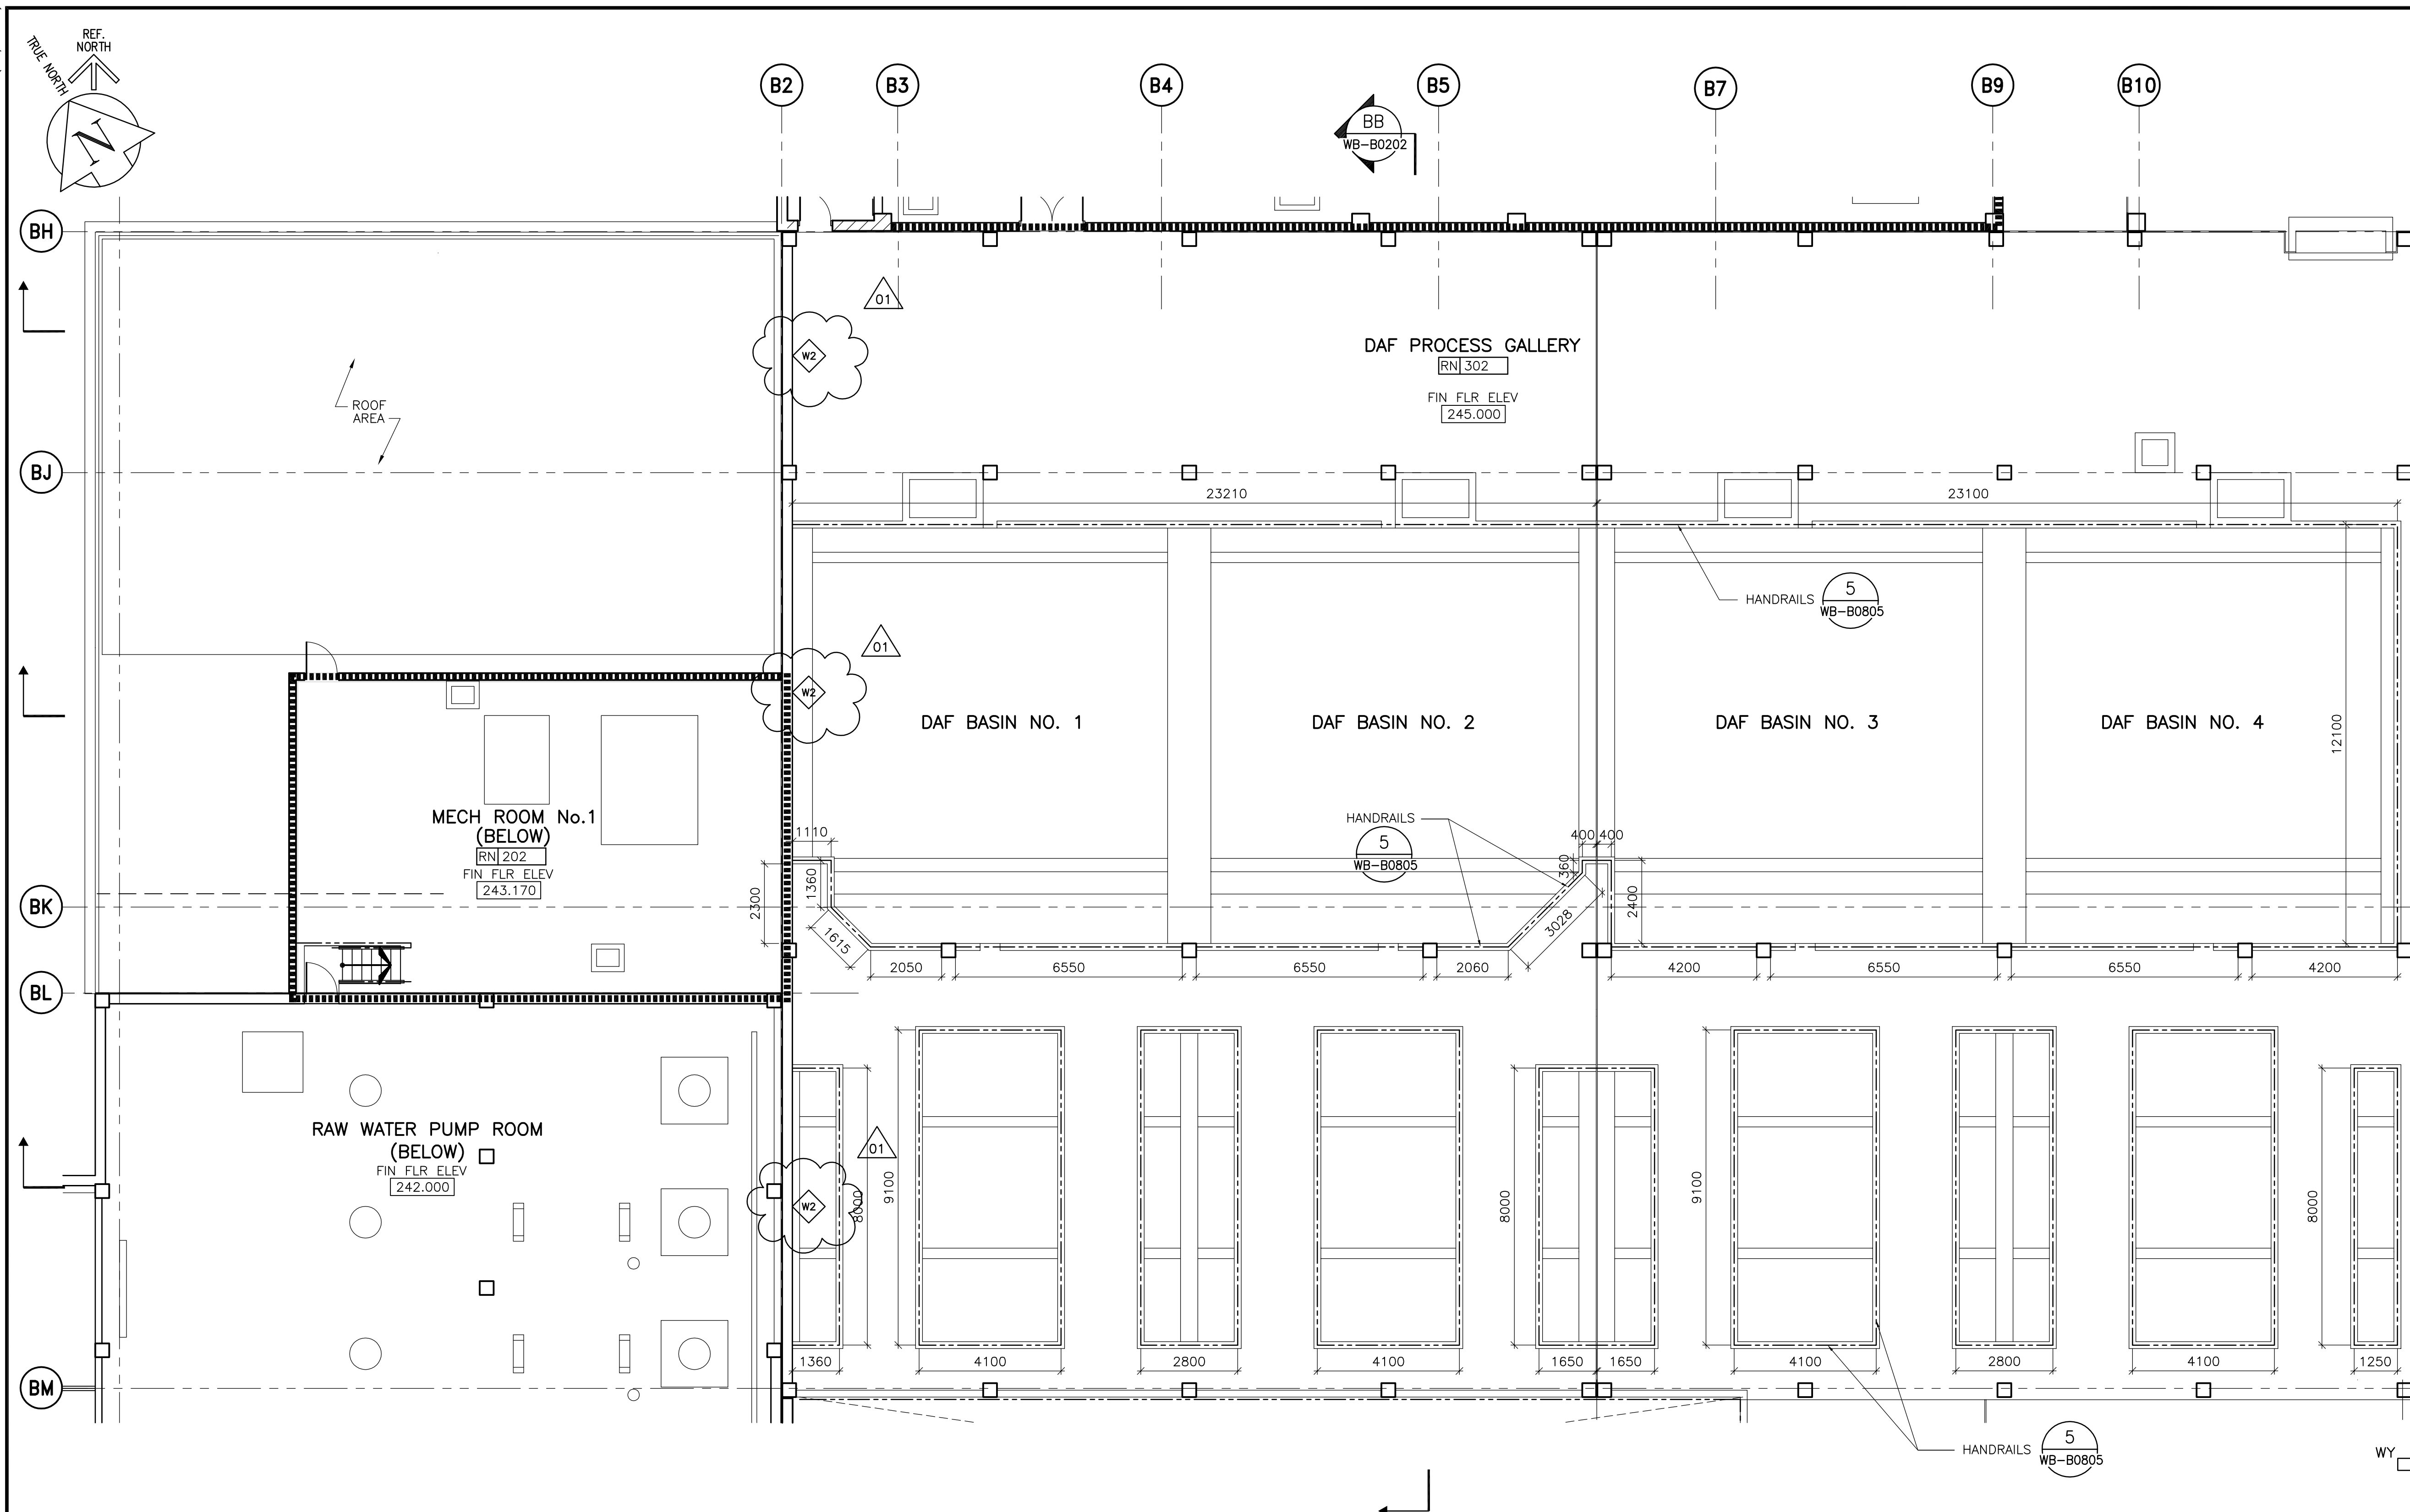 REF.
NORTH
TRUE NORTH
N
B2
B3
B4
B5
B7
B9
B10
BB
WB-B0202
BH
01
W2
DAF PROCESS GALLERY
RN 302
FIN FLR ELEV
245.000
ROOF
AREA
BJ
23210
23100
HANDRAILS
5
WB-B0805
01
W2
DAF BASIN NO. 1
DAF BASIN NO. 2
DAF BASIN NO. 3
DAF BASIN NO. 4
12100
MECH ROOM No.1
(BELOW)
RN 202
FIN FLR ELEV
243.170
HANDRAILS
5
WB-B0805
1110
400 400
360
1360
2300
2400
BK
1615
3028
2050
6550
6550
2060
4200
6550
6550
4200
BL
RAW WATER PUMP ROOM
(BELOW)
FIN FLR ELEV
242.000
01
W2
8000
9100
8000
9100
8000
1360
4100
2800
4100
1650
1650
4100
2800
4100
1250
BM
HANDRAILS
5
WB-B0805
WY